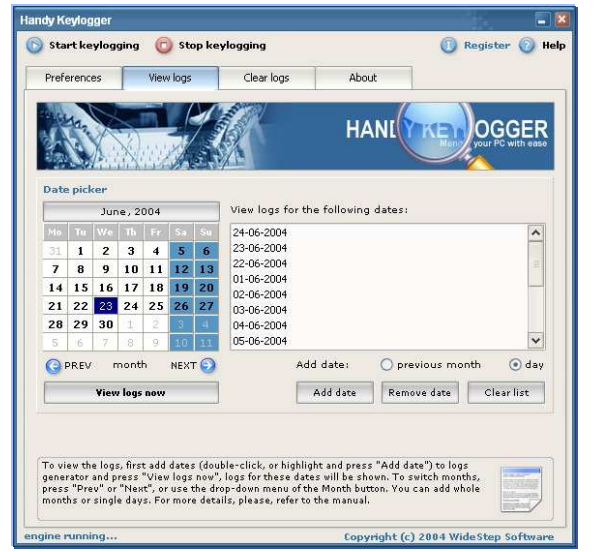 Handy Keylogger
Start keylogging Stop keylogging Register Help
Preferences View logs Clear logs About
HANDY KEYLOGGER
your PC with ease
Date picker
June, 2004 View logs for the following dates:
Mo Tu We Th Fr Sa Su
31 1 2 3 4 5 6
7 8 9 10 11 12 13
14 15 16 17 18 19 20
21 22 23 24 25 26 27
28 29 30 1 2 3 4
5 6 7 8 9 10 11
24-06-2004
23-06-2004
22-06-2004
01-06-2004
02-06-2004
03-06-2004
04-06-2004
05-06-2004
PREV month NEXT Add date: previous month day
View logs now Add date Remove date Clear list
To view the logs, first add dates (double-click, or highlight and press "Add date") to logs
generator and press "View logs now", logs for these dates will be shown. To switch months,
press "Prev" or "Next", or use the drop-down menu of the Month button. You can add whole
months or single days. For more details, please, refer to the manual.
engine running... Copyright (c) 2004 WideStep Software